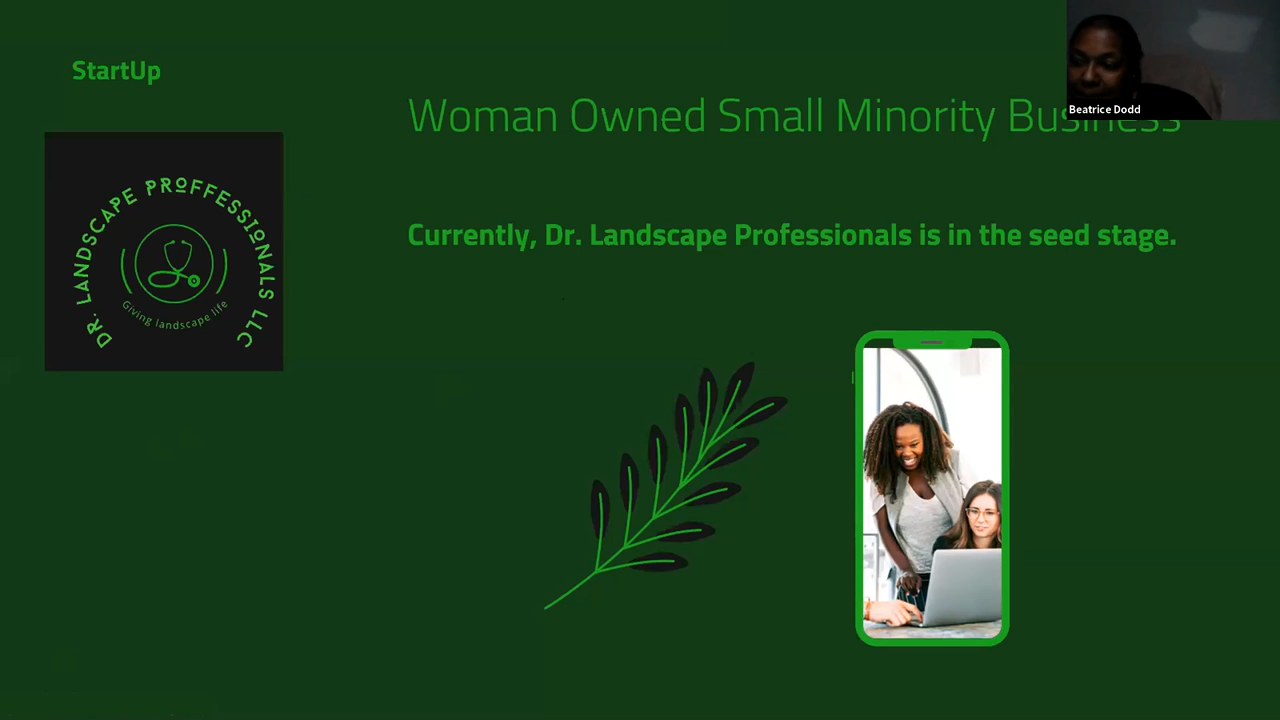 StartUp
Woman Owned Small Minority Business
Beatrice Dodd
DR. LANDSCAPE PROFFESSIONALS LLC
Giving landscape life
Currently, Dr. Landscape Professionals is in the seed stage.